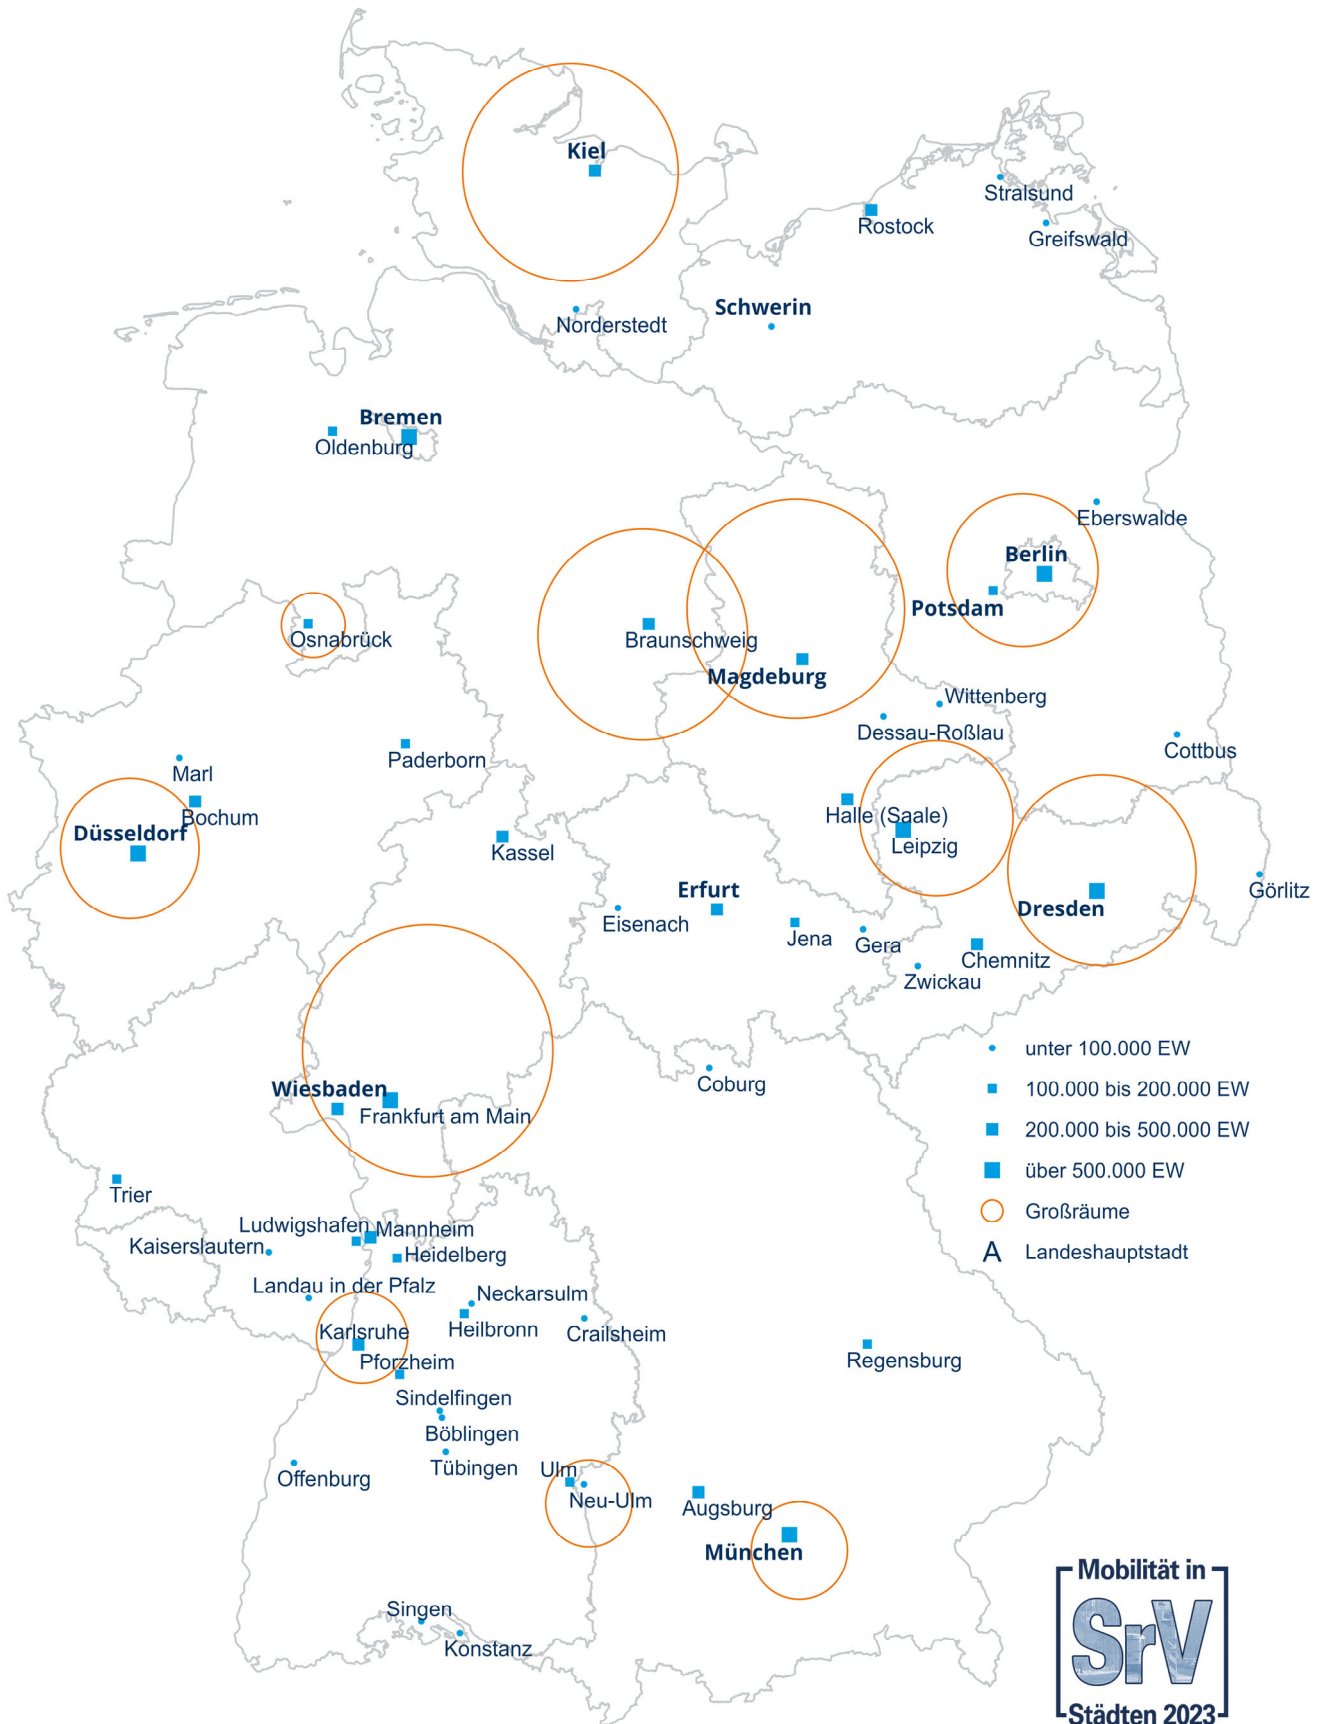 Kiel
Stralsund
Rostock
Greifswald
Schwerin
Norderstedt
Bremen
Oldenburg
Eberswalde
Berlin
Potsdam
Osnabrück
Braunschweig
Magdeburg
Wittenberg
Dessau-Roßlau
Cottbus
Paderborn
Marl
Bochum
Düsseldorf
Halle (Saale)
Leipzig
Kassel
Erfurt
Görlitz
Dresden
Eisenach
Jena
Gera
Chemnitz
Zwickau
Coburg
Wiesbaden
Frankfurt am Main
unter 100.000 EW
100.000 bis 200.000 EW
200.000 bis 500.000 EW
über 500.000 EW
Großräume
A Landeshauptstadt
Trier
Ludwigshafen
Mannheim
Kaiserslautern
Heidelberg
Landau in der Pfalz
Neckarsulm
Heilbronn
Crailsheim
Karlsruhe
Pforzheim
Regensburg
Sindelfingen
Böblingen
Tübingen
Offenburg
Ulm
Neu-Ulm
Augsburg
München
Singen
Konstanz
Mobilität in
SrV
Städten 2023